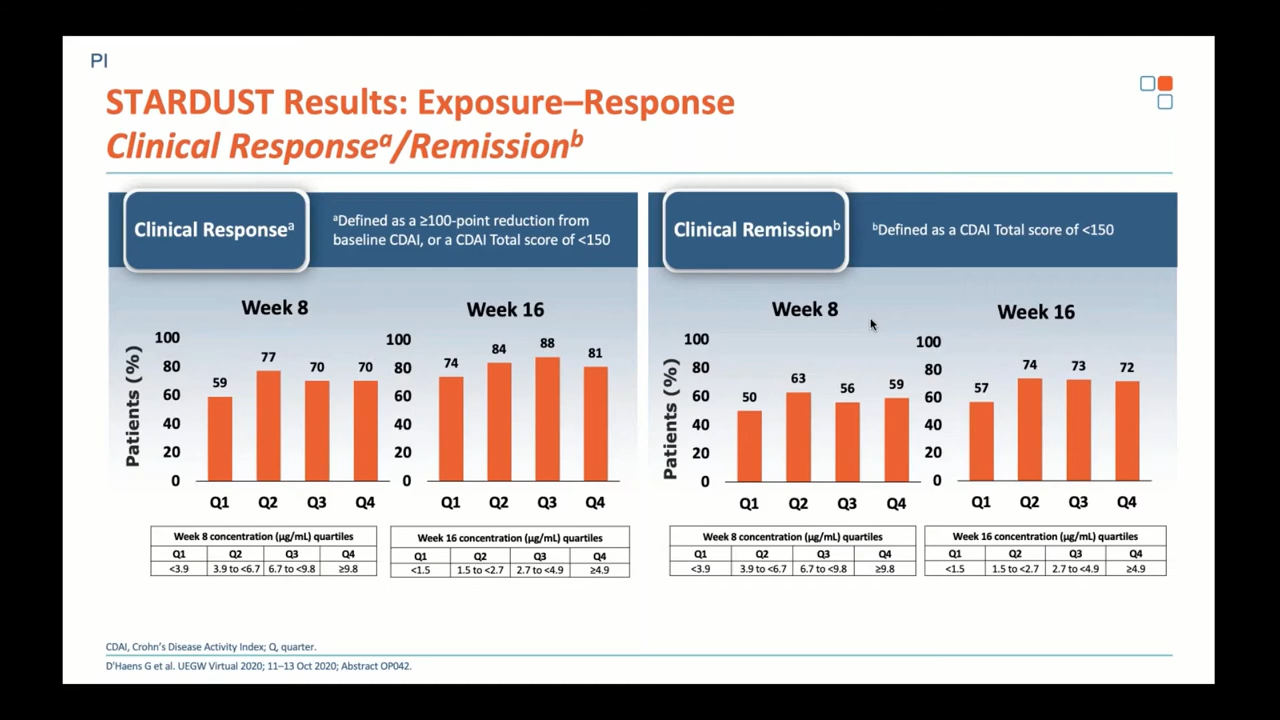 PI
STARDUST Results: Exposure–Response
Clinical Responseᵃ/Remissionᵇ
Clinical Responseᵃ
ᵃDefined as a ≥100-point reduction from
baseline CDAI, or a CDAI Total score of <150
Week 8
Patients (%)
100
80
60
40
20
0
59
77
70
70
Q1 Q2 Q3 Q4
Week 16
100
80
60
40
20
0
74
84
88
81
Q1 Q2 Q3 Q4
Week 8 concentration (µg/mL) quartiles
Q1 Q2 Q3 Q4
<3.9 3.9 to <6.7 6.7 to <9.8 ≥9.8
Week 16 concentration (µg/mL) quartiles
Q1 Q2 Q3 Q4
<1.5 1.5 to <2.7 2.7 to <4.9 ≥4.9
Clinical Remissionᵇ
ᵇDefined as a CDAI Total score of <150
Week 8
Patients (%)
100
80
60
40
20
0
50
63
56
59
Q1 Q2 Q3 Q4
Week 16
100
80
60
40
20
0
57
74
73
72
Q1 Q2 Q3 Q4
Week 8 concentration (µg/mL) quartiles
Q1 Q2 Q3 Q4
<3.9 3.9 to <6.7 6.7 to <9.8 ≥9.8
Week 16 concentration (µg/mL) quartiles
Q1 Q2 Q3 Q4
<1.5 1.5 to <2.7 2.7 to <4.9 ≥4.9
CDAI, Crohn's Disease Activity Index; Q, quarter.
D'Haens G et al. UEGW Virtual 2020; 11–13 Oct 2020; Abstract OP042.